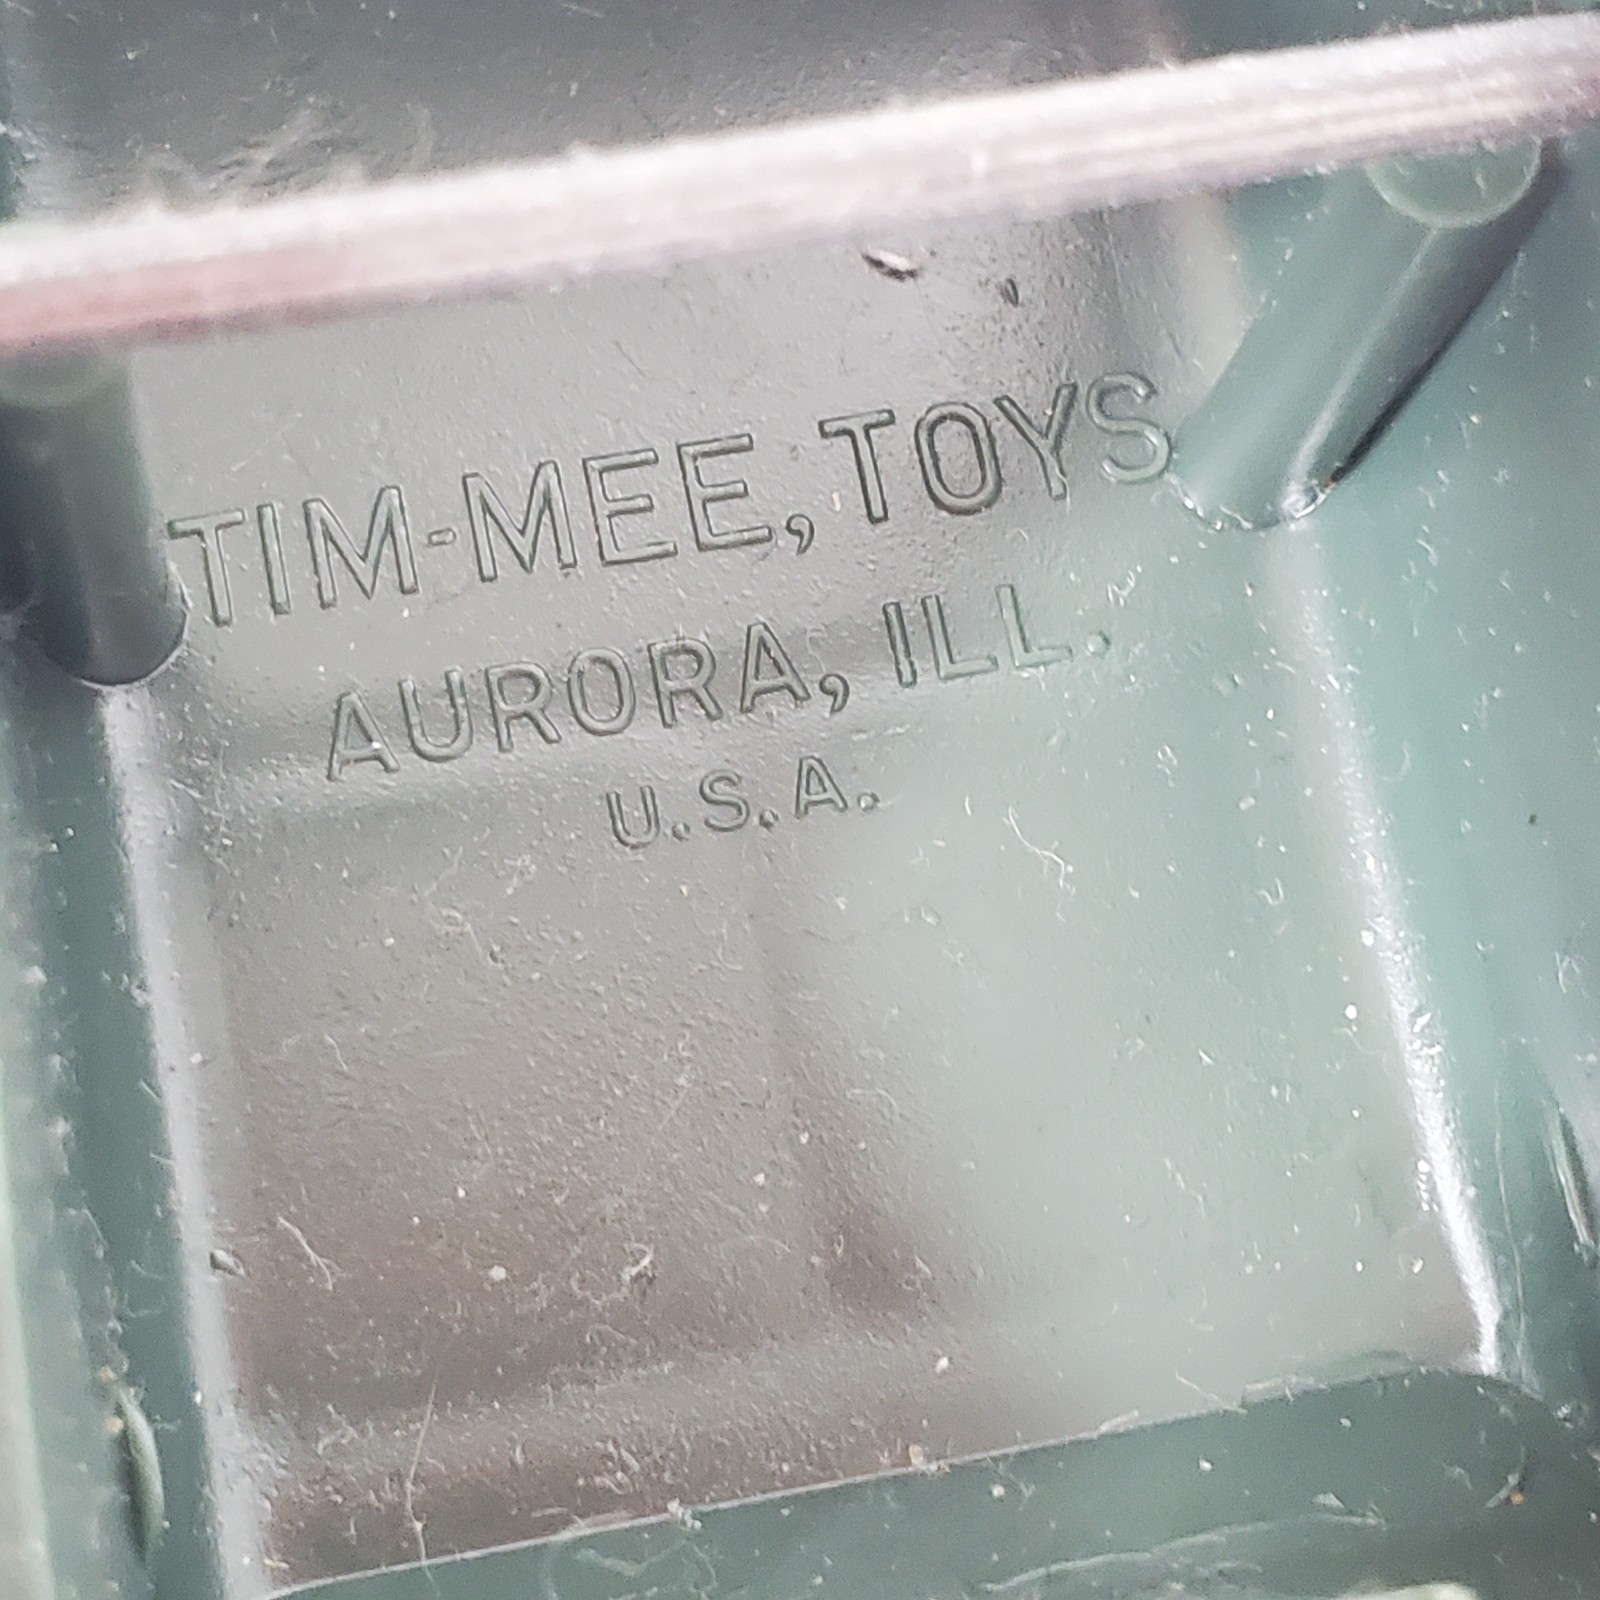 TIM-MEE, TOYS
AURORA, ILL.
U.S.A.